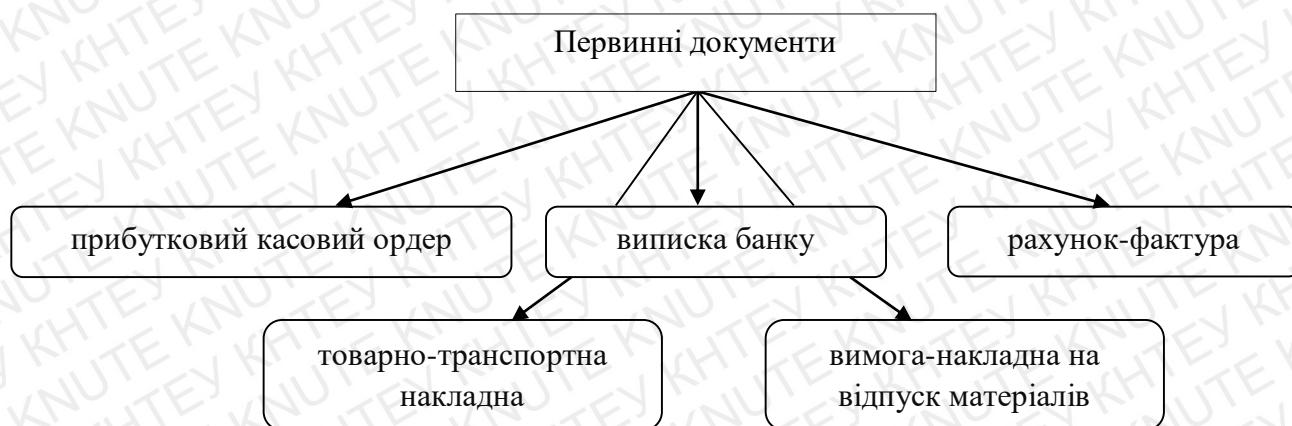 Первинні документи
прибутковий касовий ордер
виписка банку
рахунок-фактура
товарно-транспортна
накладна
вимога-накладна на
відпуск матеріалів